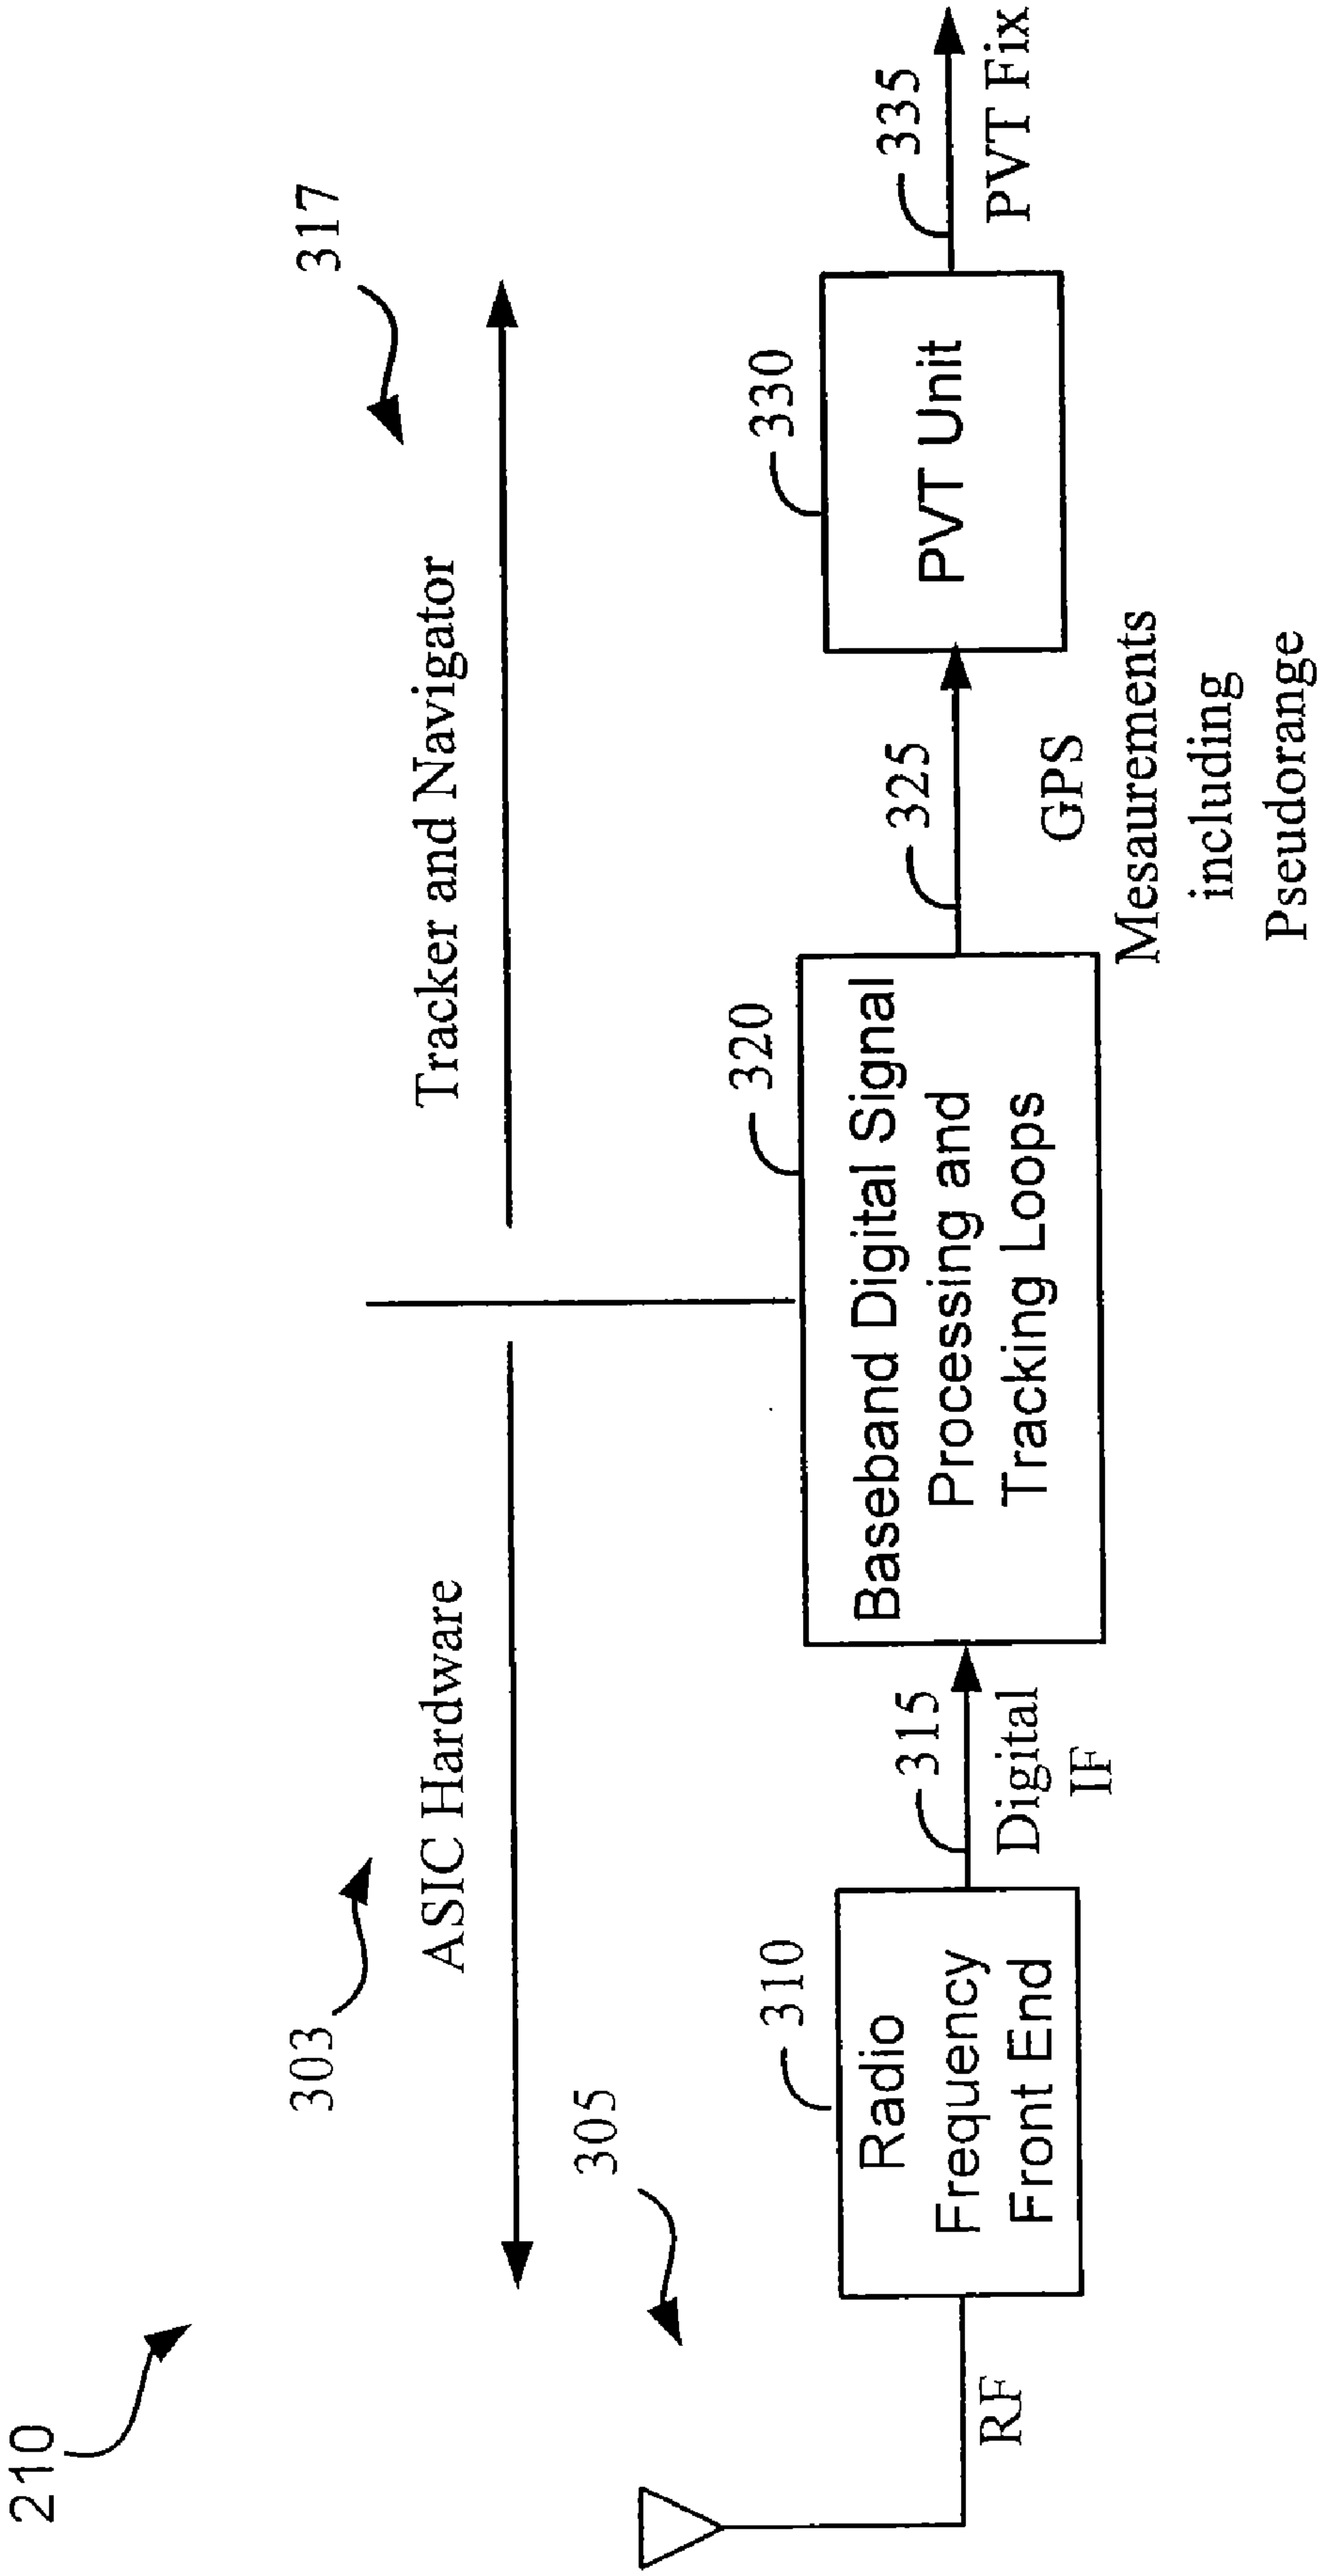 210
303
317
ASIC Hardware
Tracker and Navigator
305
310
320
330
Radio
Frequency
Front End
315
Baseband Digital Signal
Processing and
Tracking Loops
325
PVT Unit
335
RF
Digital
IF
GPS
Mesaurements
including
Pseudorange
PVT Fix